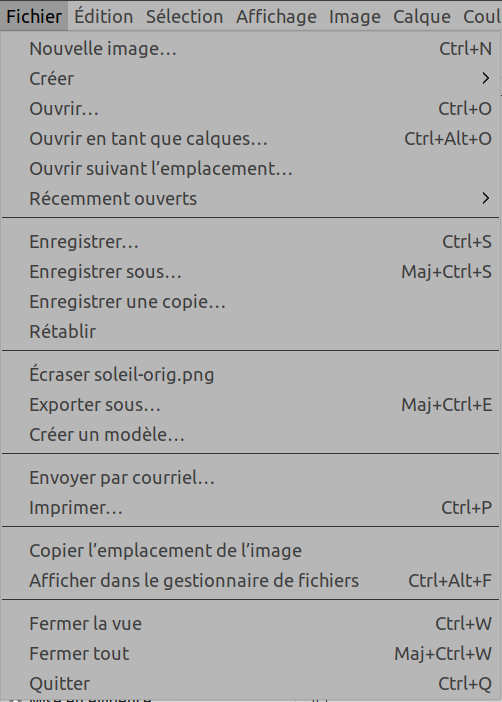 Fichier Édition Sélection Affichage Image Calque Coul
Nouvelle image… Ctrl+N
Créer
Ouvrir… Ctrl+O
Ouvrir en tant que calques… Ctrl+Alt+O
Ouvrir suivant l’emplacement…
Récemment ouverts
Enregistrer… Ctrl+S
Enregistrer sous… Maj+Ctrl+S
Enregistrer une copie…
Rétablir
Écraser soleil-orig.png
Exporter sous… Maj+Ctrl+E
Créer un modèle…
Envoyer par courriel…
Imprimer… Ctrl+P
Copier l’emplacement de l’image
Afficher dans le gestionnaire de fichiers Ctrl+Alt+F
Fermer la vue Ctrl+W
Fermer tout Maj+Ctrl+W
Quitter Ctrl+Q